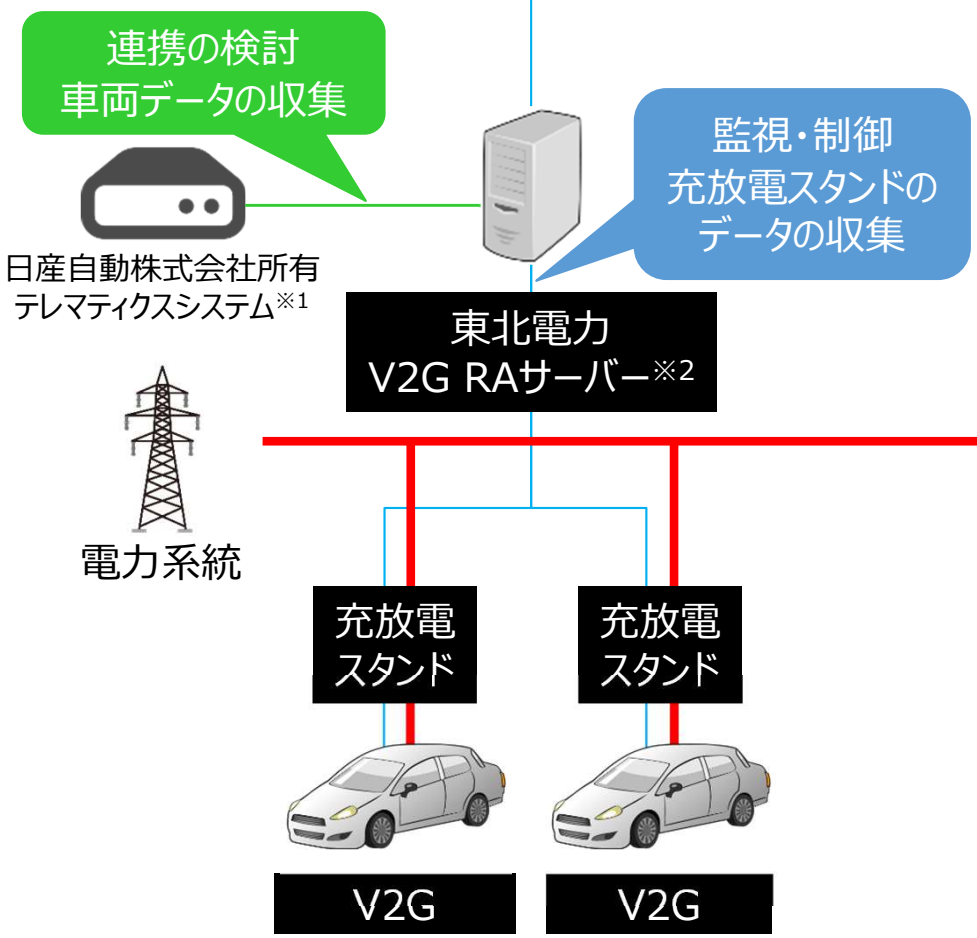 連携の検討
車両データの収集
監視・制御
充放電スタンドの
データの収集
日産自動株式会社所有
テレマティクスシステム※1
東北電力
V2G RAサーバー※2
電力系統
充放電
スタンド
充放電
スタンド
V2G
V2G